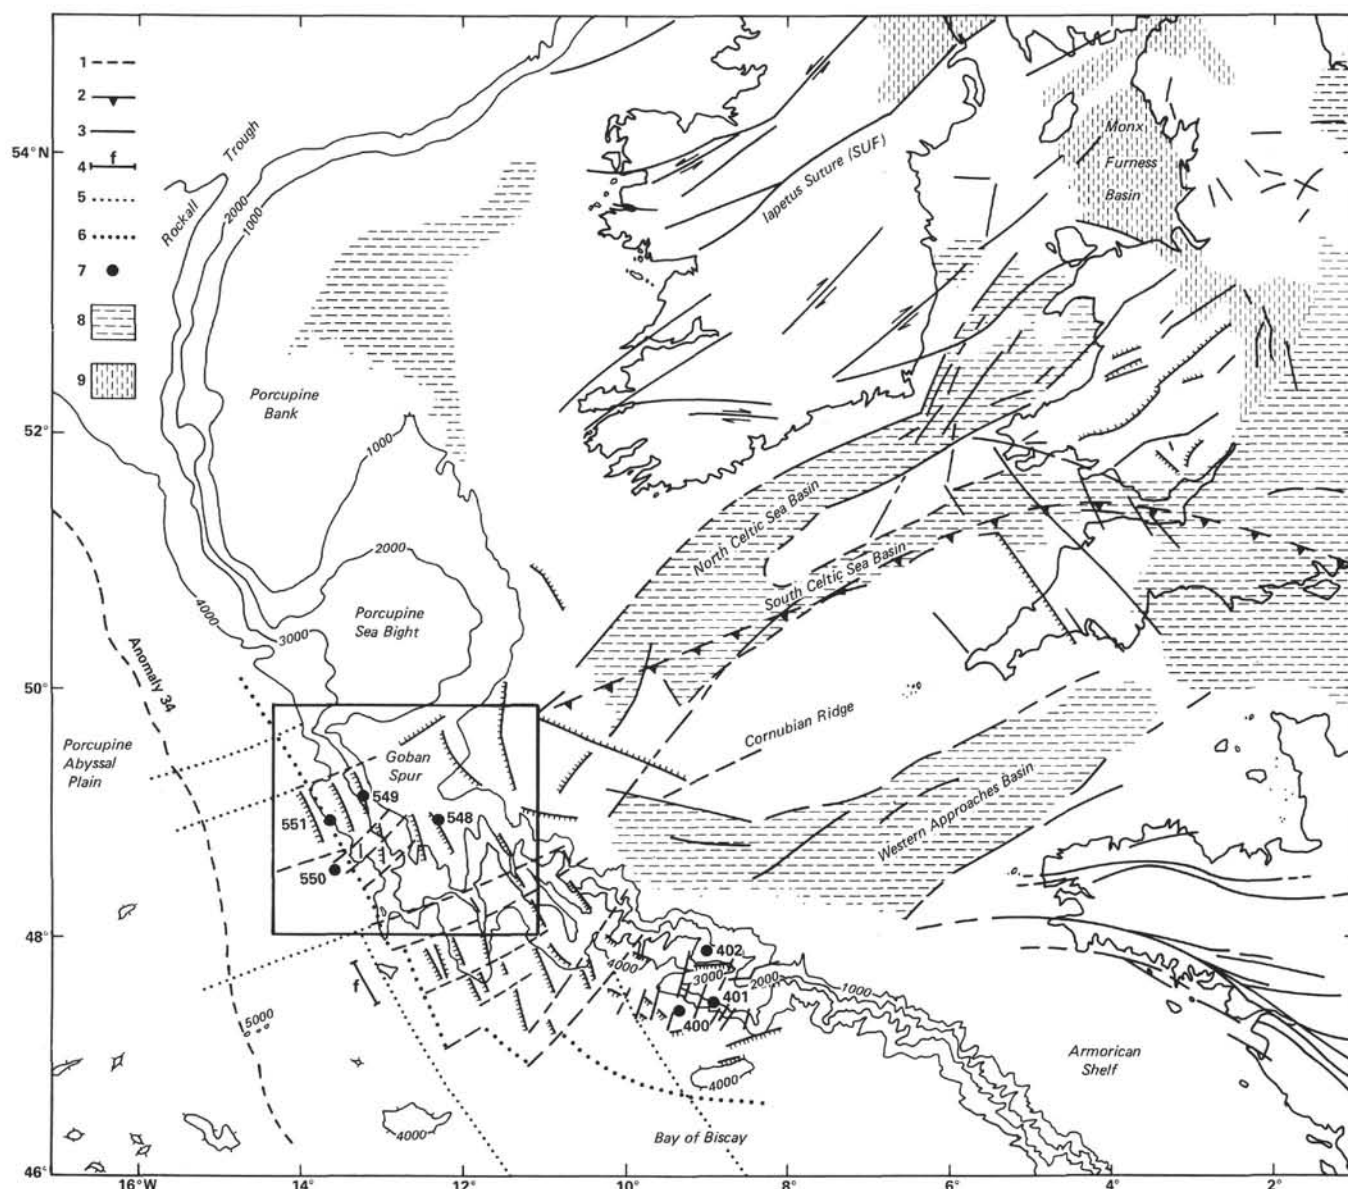 1
2
3
f
4
5
6
7
8
9
54°N
52°
50°
48°
46°
16°W
14°
12°
10°
8°
6°
4°
2°
Rockall Trough
2000
1000
Iapetus Suture (SUF)
Monx
Furness
Basin
Porcupine
Bank
1000
2000
North Celtic Sea Basin
South Celtic Sea Basin
4000
3000
Porcupine
Sea Bight
Anomaly 34
Cornubian Ridge
Porcupine
Abyssal
Plain
Goban
Spur
549
551
548
550
Western Approaches Basin
402
4000
3000
2000
1000
401
400
f
5000
4000
4000
Armorican
Shelf
Bay of Biscay